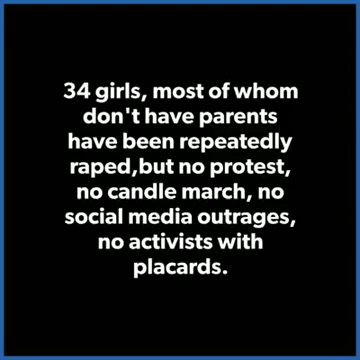 34 girls, most of whom
don't have parents
have been repeatedly
raped,but no protest,
no candle march, no
social media outrages,
no activists with
placards.